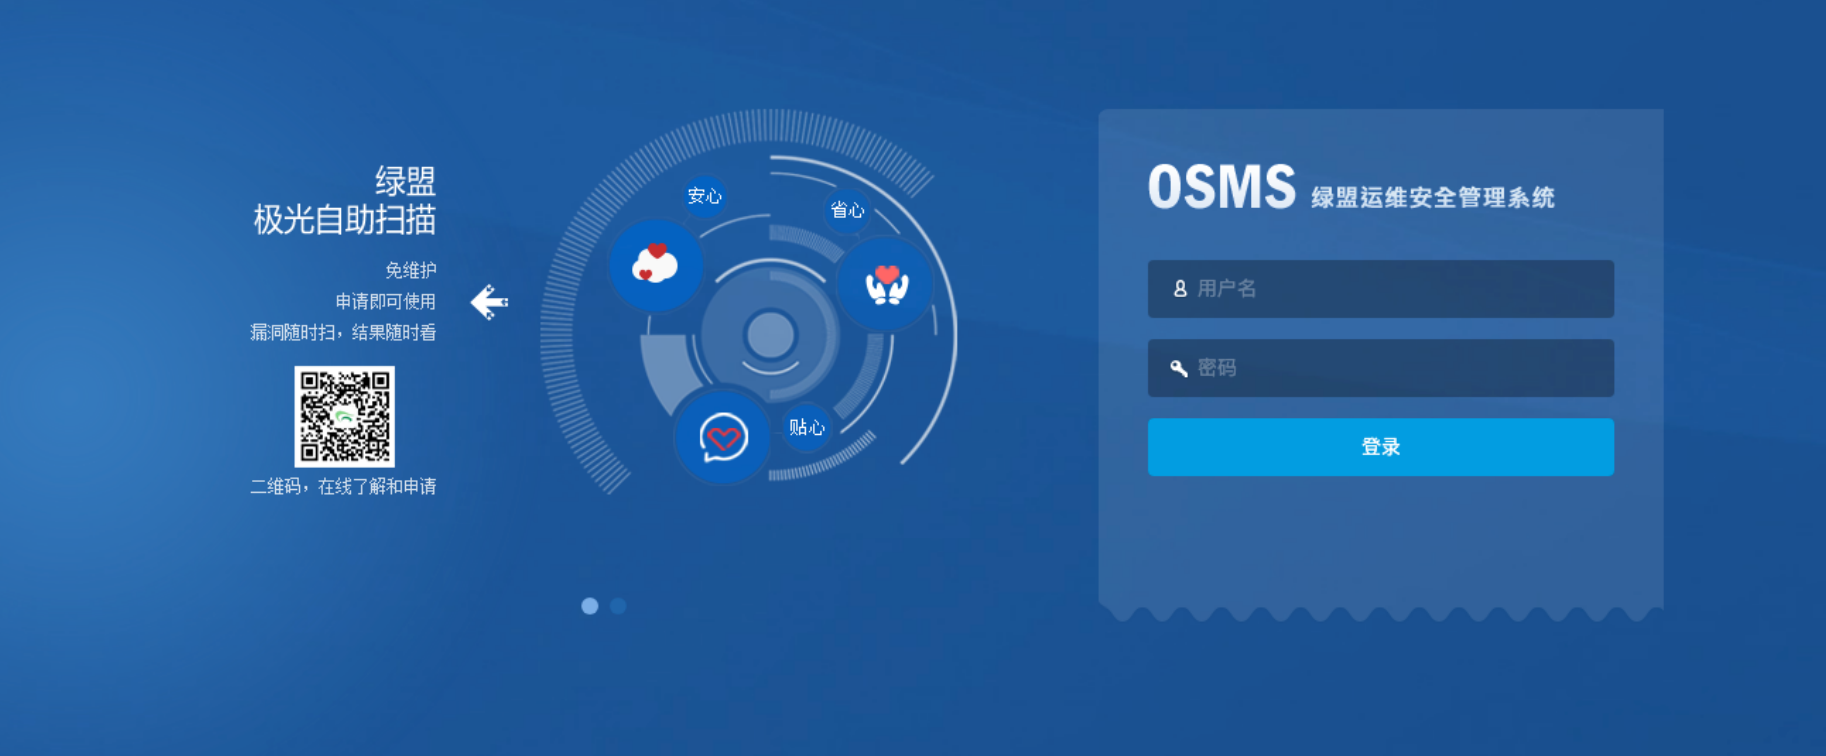 绿盟
极光自助扫描
免维护
申请即可使用
漏洞随时扫，结果随时看
二维码，在线了解和申请
安心
省心
贴心
OSMS 绿盟运维安全管理系统
用户名
密码
登录